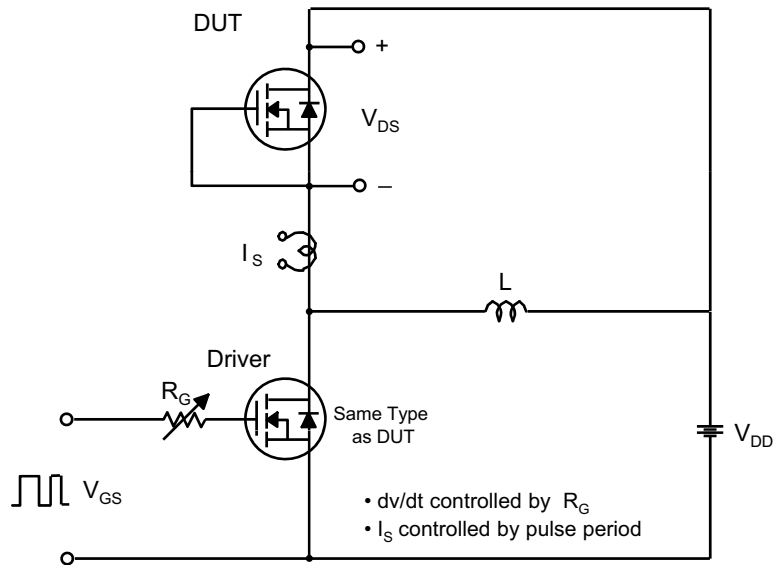 DUT
+
V_DS
–
I_S
L
Driver
R_G
Same Type
as DUT
V_DD
V_GS
• dv/dt controlled by R_G
• I_S controlled by pulse period